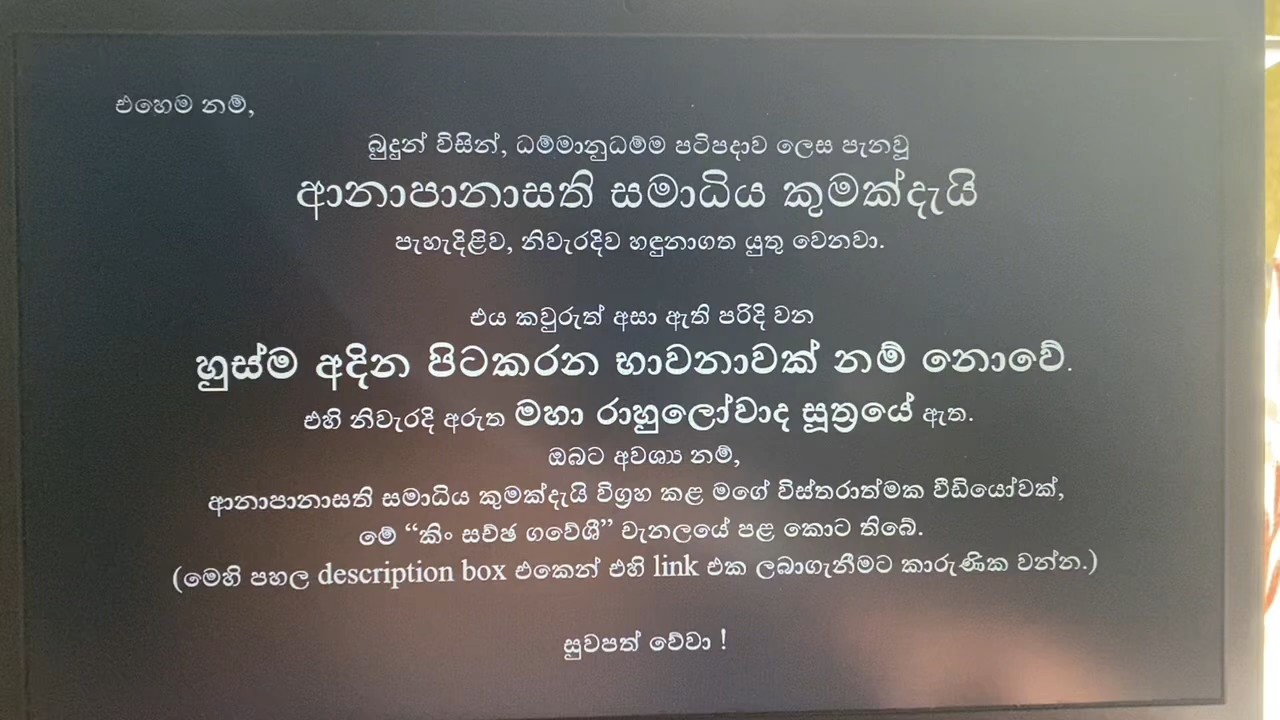 එහෙම නම්,
බුදුන් විසින්, ධම්මානුධම්ම පටිපදාව ලෙස පැනවූ
ආනාපානාසති සමාධිය කුමක්දැයි
පැහැදිළිව, නිවැරදිව හඳුනාගත යුතු වෙනවා.
එය කවුරුත් අසා ඇති පරිදි වන
හුස්ම අදින පිටකරන භාවනාවක් නම් නොවේ.
එහි නිවැරදි අරුත මහා රාහුලෝවාද සූත්‍රයේ ඇත.
ඔබට අවශ්‍ය නම්,
ආනාපානාසති සමාධිය කුමක්දැයි විග්‍රහ කළ මගේ විස්තරාත්මක වීඩියෝවක්,
මේ “කිං සච්ඡ ගවේශී” චැනලයේ පළ කොට තිබේ.
(මෙහි පහල description box එකෙන් එහි link එක ලබාගැනීමට කාරුණික වන්න.)
සුවපත් වේවා !